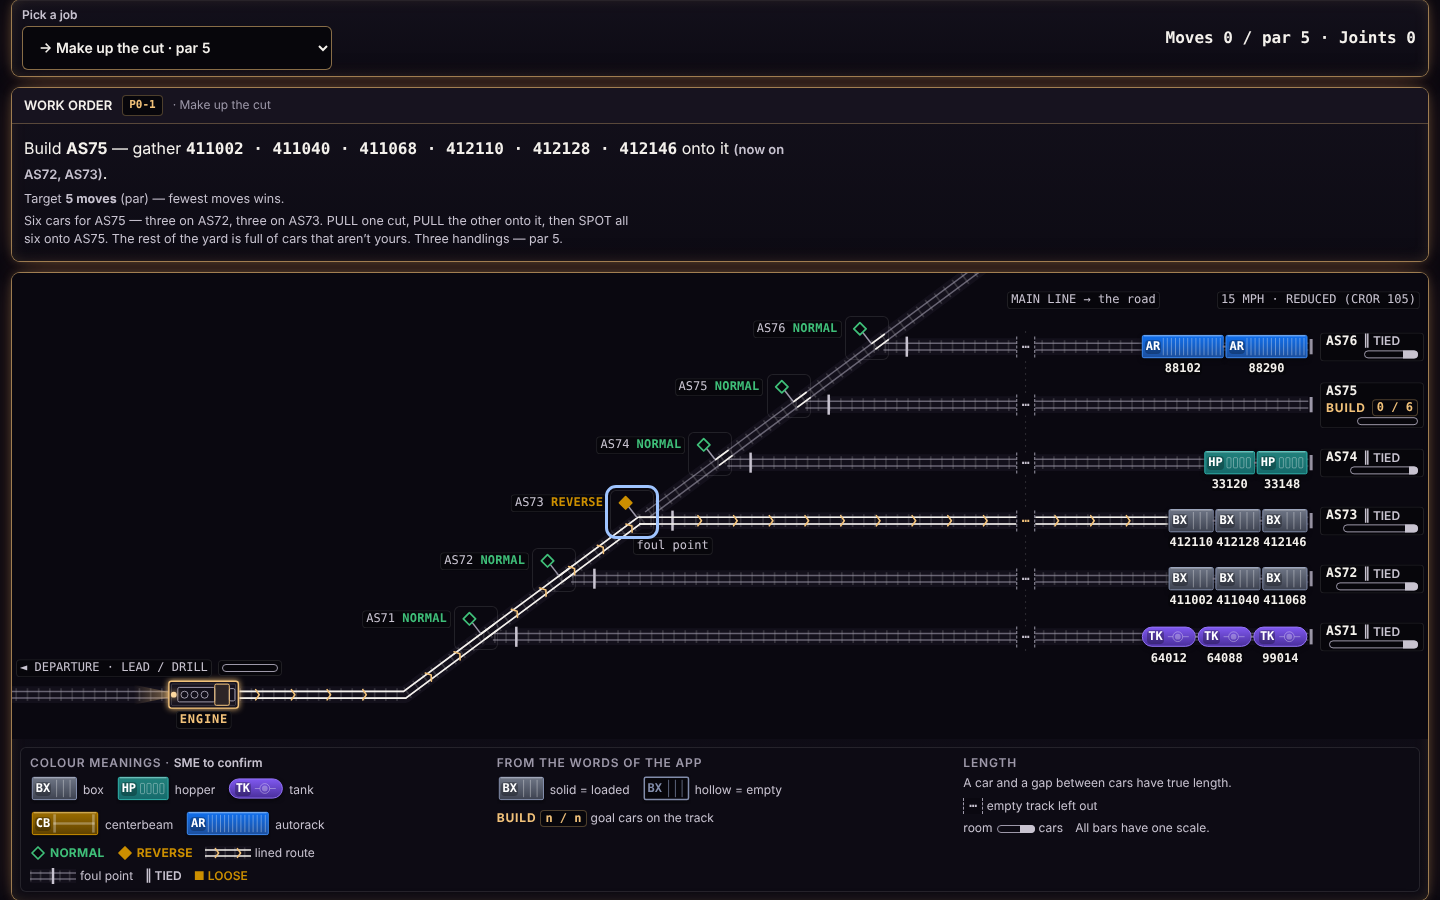 Pick a job
→ Make up the cut · par 5
Moves 0 / par 5 · Joints 0
WORK ORDER P0-1 · Make up the cut
Build AS75 — gather 411002 · 411040 · 411068 · 412110 · 412128 · 412146 onto it (now on
AS72, AS73).
Target 5 moves (par) — fewest moves wins.
Six cars for AS75 — three on AS72, three on AS73. PULL one cut, PULL the other onto it, then SPOT all
six onto AS75. The rest of the yard is full of cars that aren't yours. Three handlings — par 5.
MAIN LINE → the road
15 MPH · REDUCED (CROR 105)
AS76 NORMAL
AR AR
88102 88290
AS76 ‖ TIED
AS75 NORMAL
AS75
BUILD 0 / 6
AS74 NORMAL
HP HP
33120 33148
AS74 ‖ TIED
AS73 REVERSE
foul point
BX BX BX
412110 412128 412146
AS73 ‖ TIED
AS72 NORMAL
BX BX BX
411002 411040 411068
AS72 ‖ TIED
AS71 NORMAL
TK TK TK
64012 64088 99014
AS71 ‖ TIED
◄ DEPARTURE · LEAD / DRILL
ENGINE
COLOUR MEANINGS · SME to confirm
BX box HP hopper TK tank
CB centerbeam AR autorack
NORMAL REVERSE lined route
foul point ‖ TIED LOOSE
FROM THE WORDS OF THE APP
BX solid = loaded BX hollow = empty
BUILD n / n goal cars on the track
LENGTH
A car and a gap between cars have true length.
empty track left out
room cars All bars have one scale.